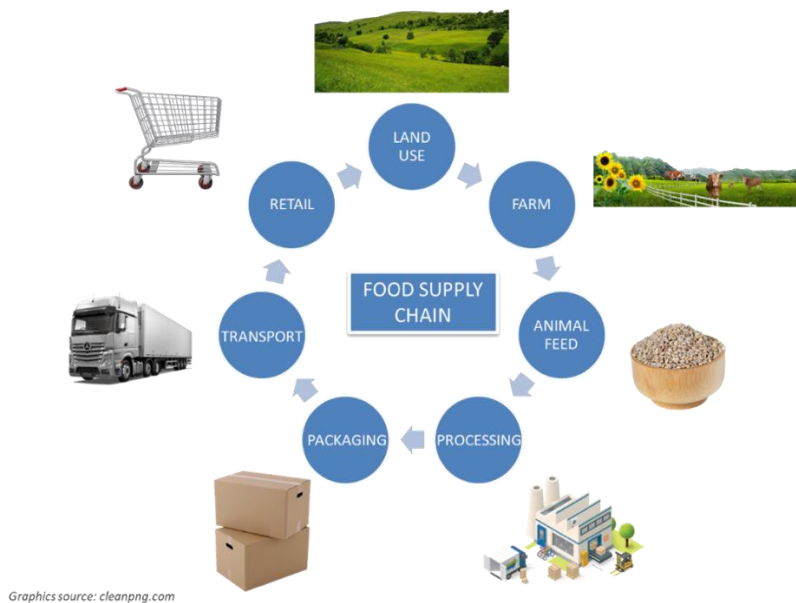 LAND
USE
RETAIL
FARM
FOOD SUPPLY
CHAIN
TRANSPORT
ANIMAL
FEED
PACKAGING
PROCESSING
Graphics source: cleanpng.com